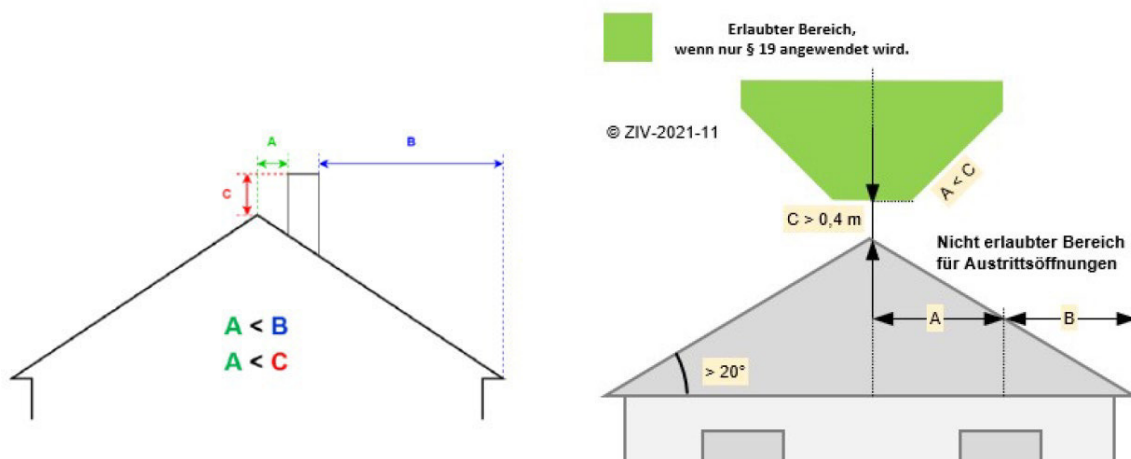 A
B
C
A < B
A < C
Erlaubter Bereich,
wenn nur § 19 angewendet wird.
© ZIV-2021-11
A < C
C > 0,4 m
Nicht erlaubter Bereich
für Austrittsöffnungen
A
B
> 20°